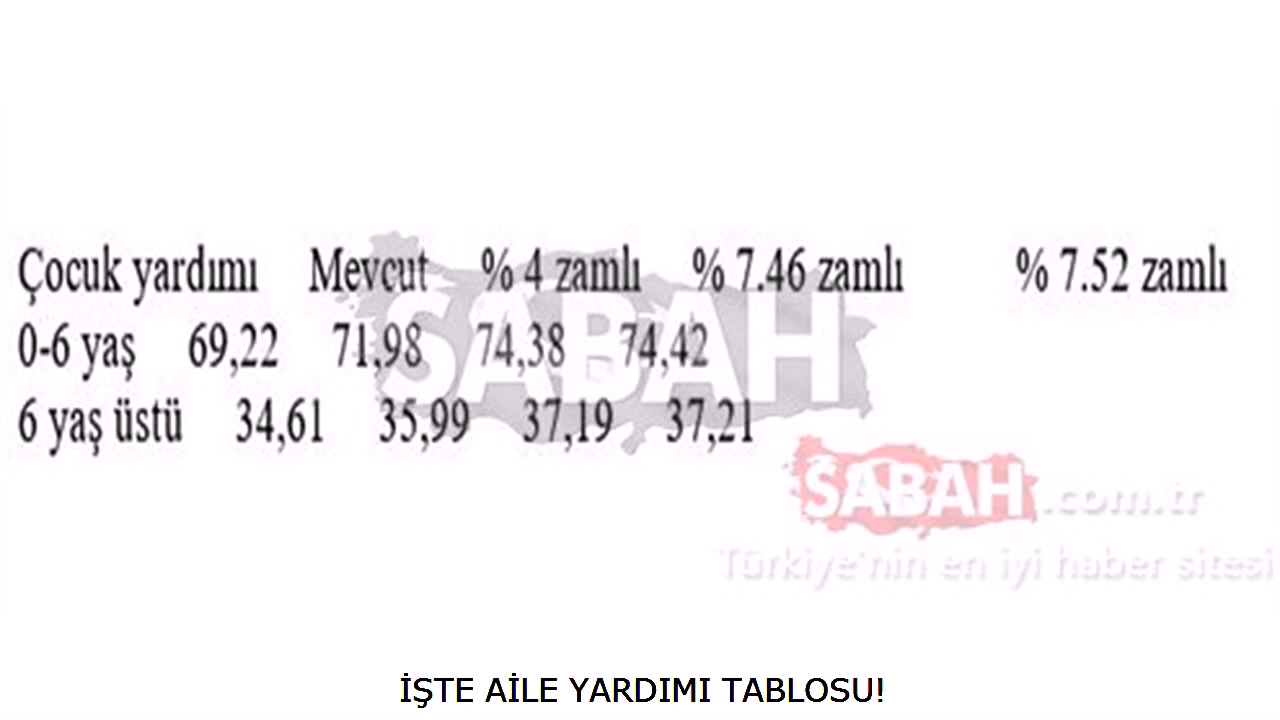 Çocuk yardımı Mevcut % 4 zamlı % 7.46 zamlı % 7.52 zamlı
0-6 yaş 69,22 71,98 74,38 74,42
6 yaş üstü 34,61 35,99 37,19 37,21
SABAH
SABAH.com.tr
Türkiye'nin en iyi haber sitesi
İŞTE AİLE YARDIMI TABLOSU!